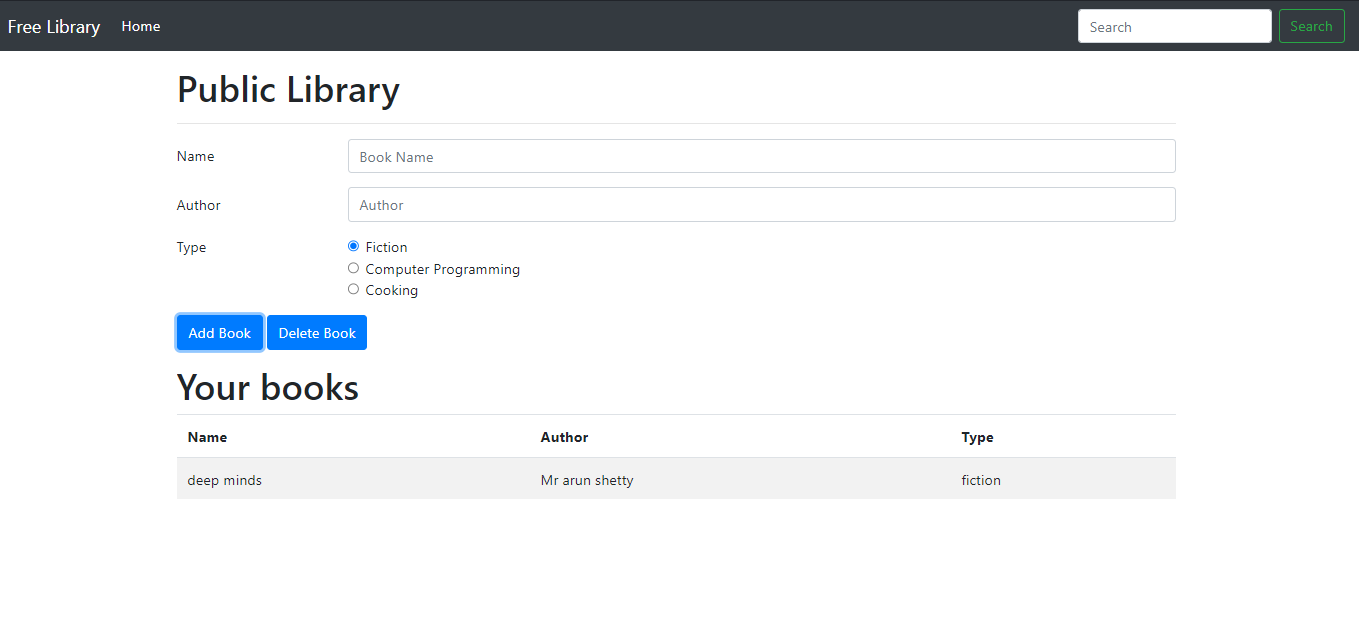 Free Library Home Search Search
Public Library
Name Book Name
Author Author
Type Fiction
Computer Programming
Cooking
Add Book Delete Book
Your books
Name Author Type
deep minds Mr arun shetty fiction